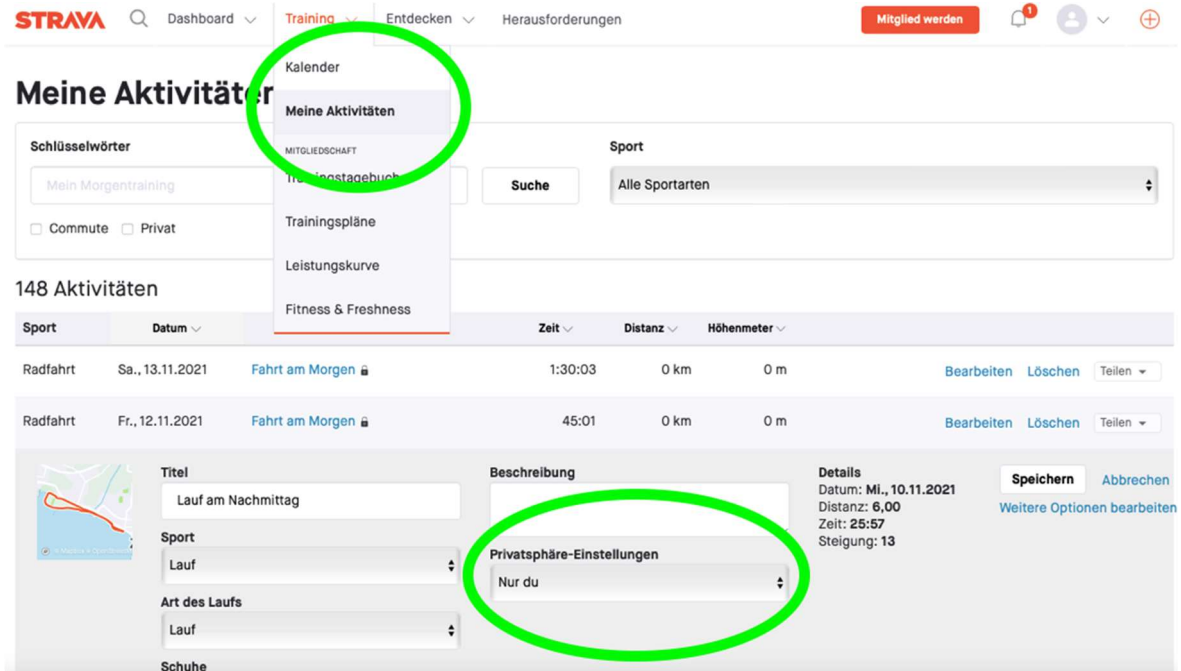 STRAVA Dashboard Training Entdecken Herausforderungen Mitglied werden 1
Kalender
Meine Aktivitäten
Meine Aktivitäten
MITGLIEDSCHAFT
Trainingstagebuch
Trainingspläne
Leistungskurve
Fitness & Freshness
Schlüsselwörter Sport
Mein Morgentraining Suche Alle Sportarten
Commute Privat
148 Aktivitäten
Sport Datum Zeit Distanz Höhenmeter
Radfahrt Sa., 13.11.2021 Fahrt am Morgen 1:30:03 0 km 0 m Bearbeiten Löschen Teilen
Radfahrt Fr., 12.11.2021 Fahrt am Morgen 45:01 0 km 0 m Bearbeiten Löschen Teilen
Titel
Lauf am Nachmittag
Sport
Lauf
Art des Laufs
Lauf
Schuhe
Beschreibung
Privatsphäre-Einstellungen
Nur du
Details
Datum: Mi., 10.11.2021
Distanz: 6,00
Zeit: 25:57
Steigung: 13
Speichern Abbrechen
Weitere Optionen bearbeiten